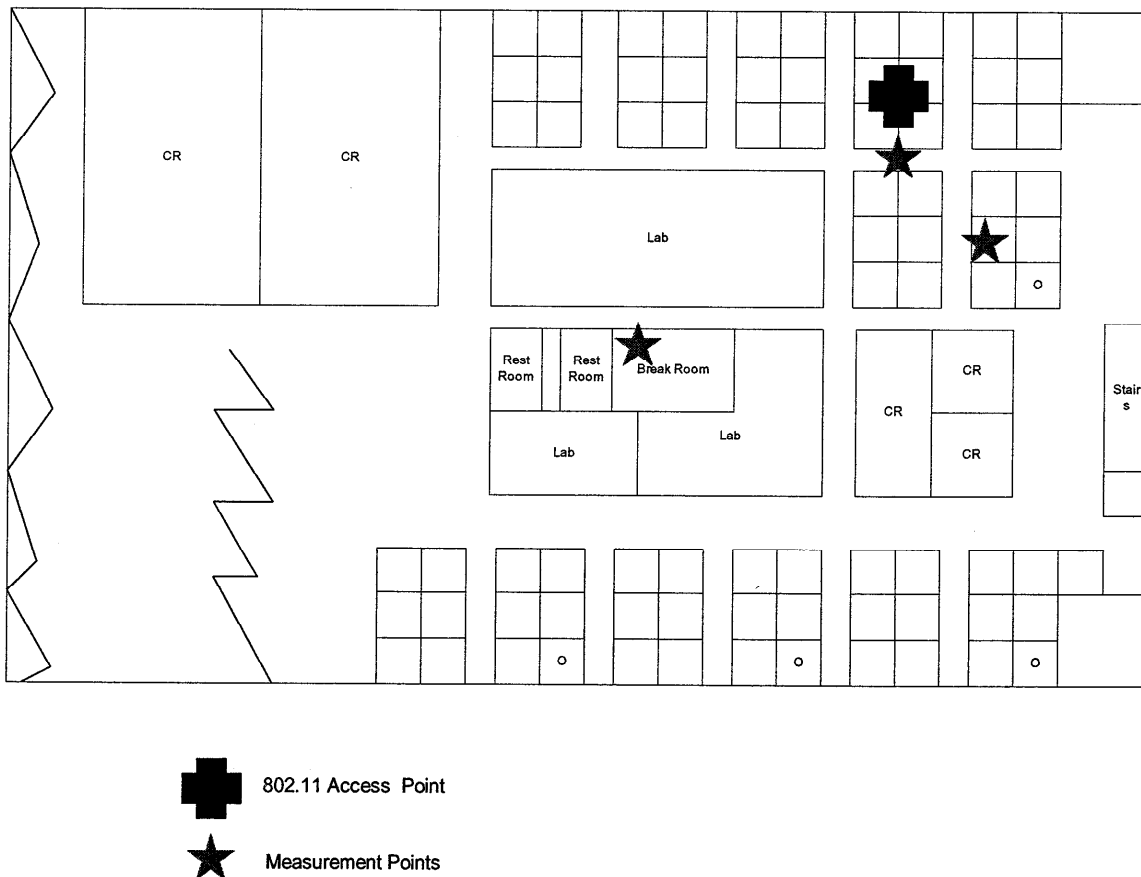 CR
CR
Lab
Rest
Room
Rest
Room
Break Room
Lab
Lab
CR
CR
CR
Stair
s
802.11 Access Point
Measurement Points